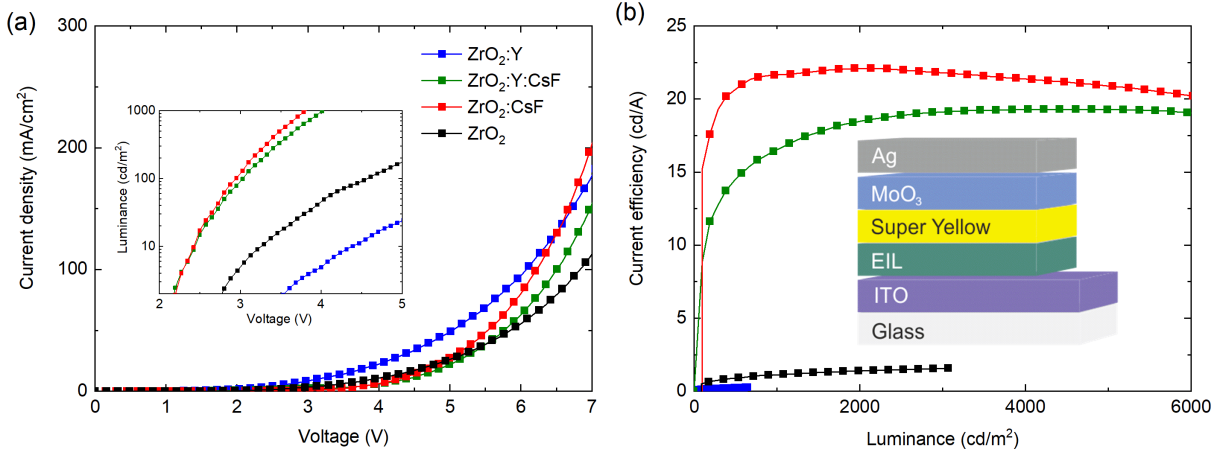 (a)
Current density (mA/cm²)
300
200
100
0
ZrO₂:Y
ZrO₂:Y:CsF
ZrO₂:CsF
ZrO₂
Luminance (cd/m²)
1000
100
10
2 3 4 5
Voltage (V)
0 1 2 3 4 5 6 7
Voltage (V)
(b)
Current efficiency (cd/A)
25
20
15
10
5
0
Ag
MoO₃
Super Yellow
EIL
ITO
Glass
0 2000 4000 6000
Luminance (cd/m²)